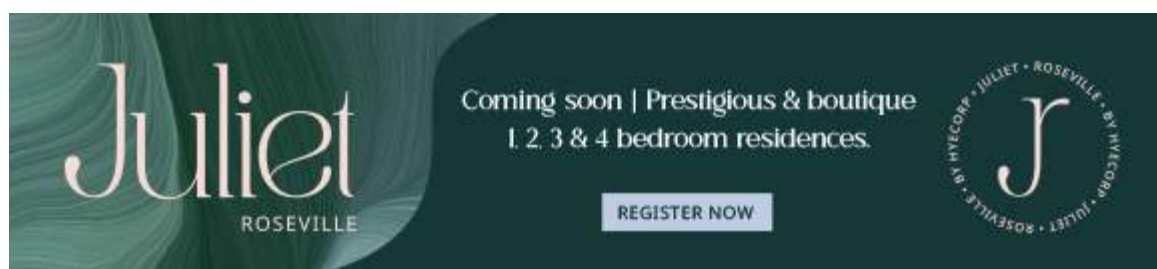 Juliet
ROSEVILLE
Coming soon | Prestigious & boutique
1, 2, 3 & 4 bedroom residences.
REGISTER NOW
Jr
JULIET • ROSEVILLE • BY HYECORP • JULIET • ROSEVILLE • BY HYECORP •